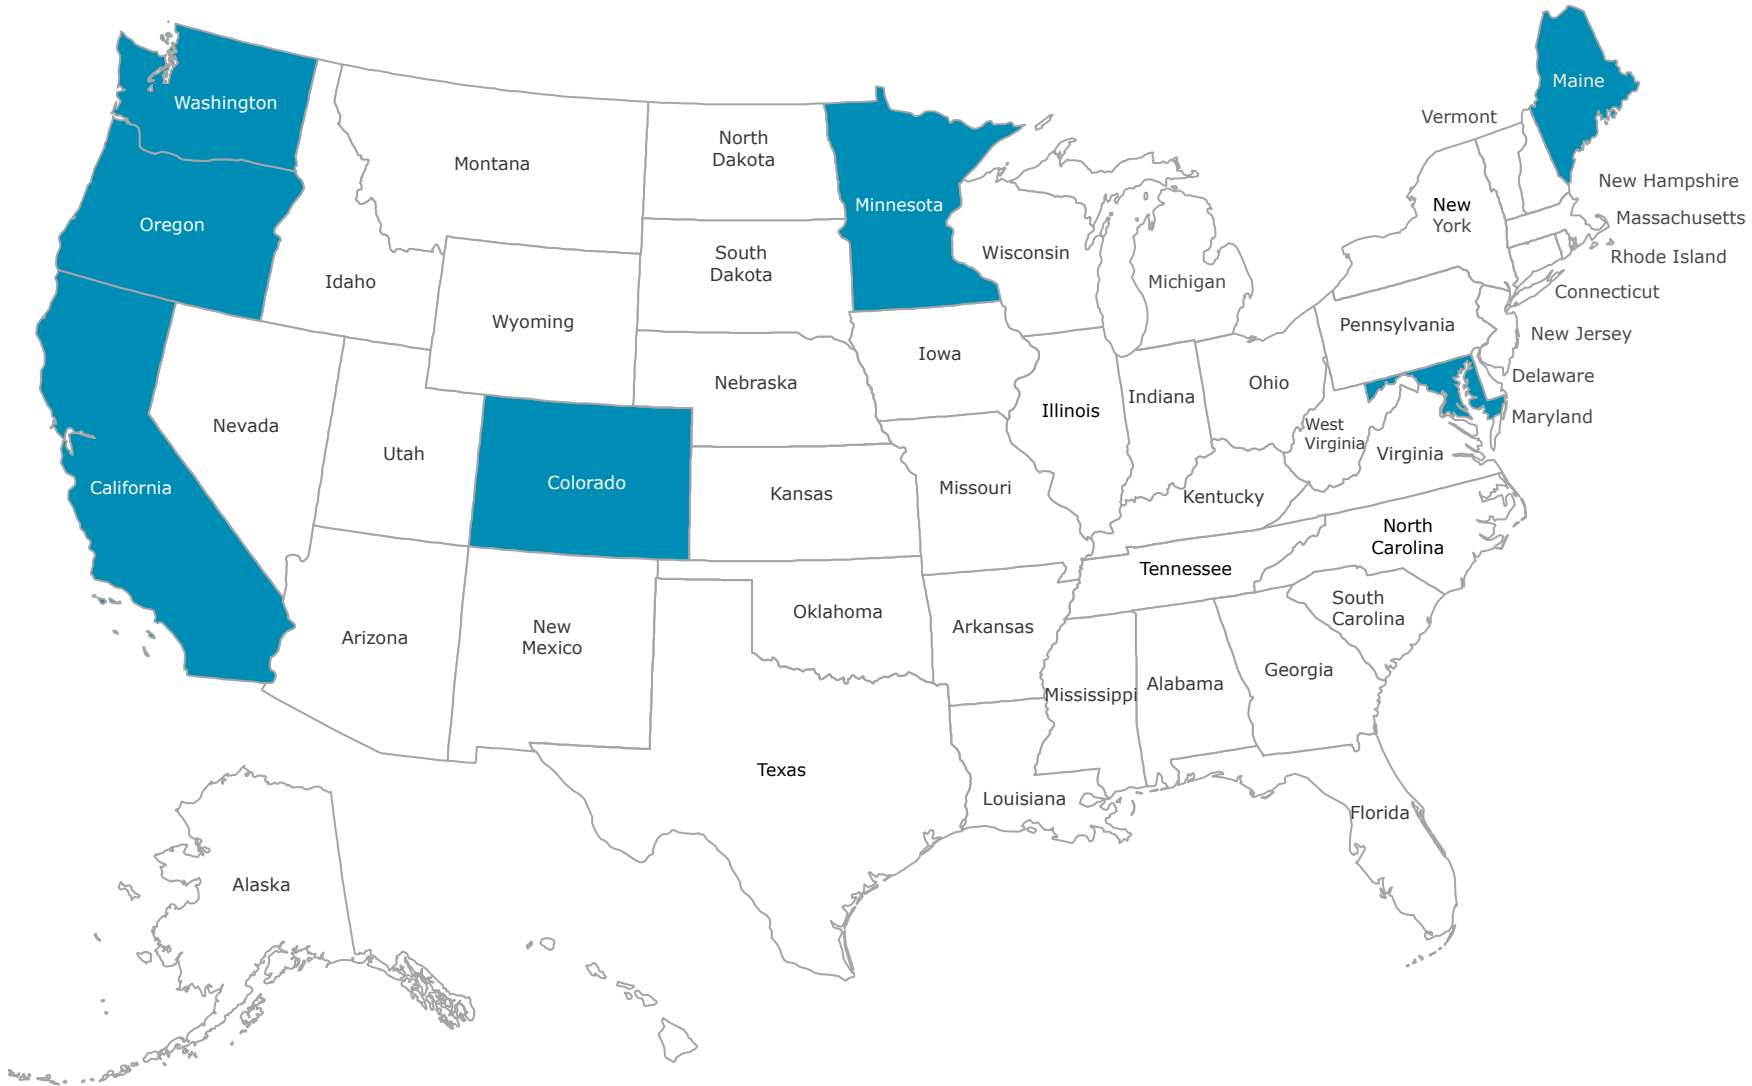 Maine
Washington
Vermont
North
Dakota
Montana
New Hampshire
Minnesota
New
York
Massachusetts
Oregon
Wisconsin
South
Dakota
Rhode Island
Idaho
Michigan
Connecticut
Wyoming
Pennsylvania
New Jersey
Iowa
Delaware
Nebraska
Ohio
Indiana
Illinois
Maryland
Nevada
West
Virginia
Utah
Virginia
Colorado
California
Missouri
Kansas
Kentucky
North
Carolina
Tennessee
South
Carolina
Oklahoma
Arkansas
New
Mexico
Arizona
Georgia
Alabama
Mississippi
Texas
Louisiana
Florida
Alaska